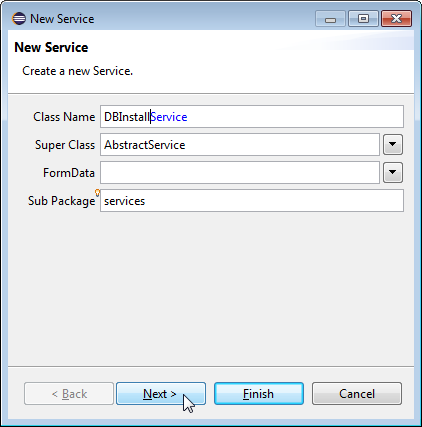 New Service
New Service
Create a new Service.
Class Name DBInstallService
Super Class AbstractService
FormData
Sub Package services
< Back Next > Finish Cancel